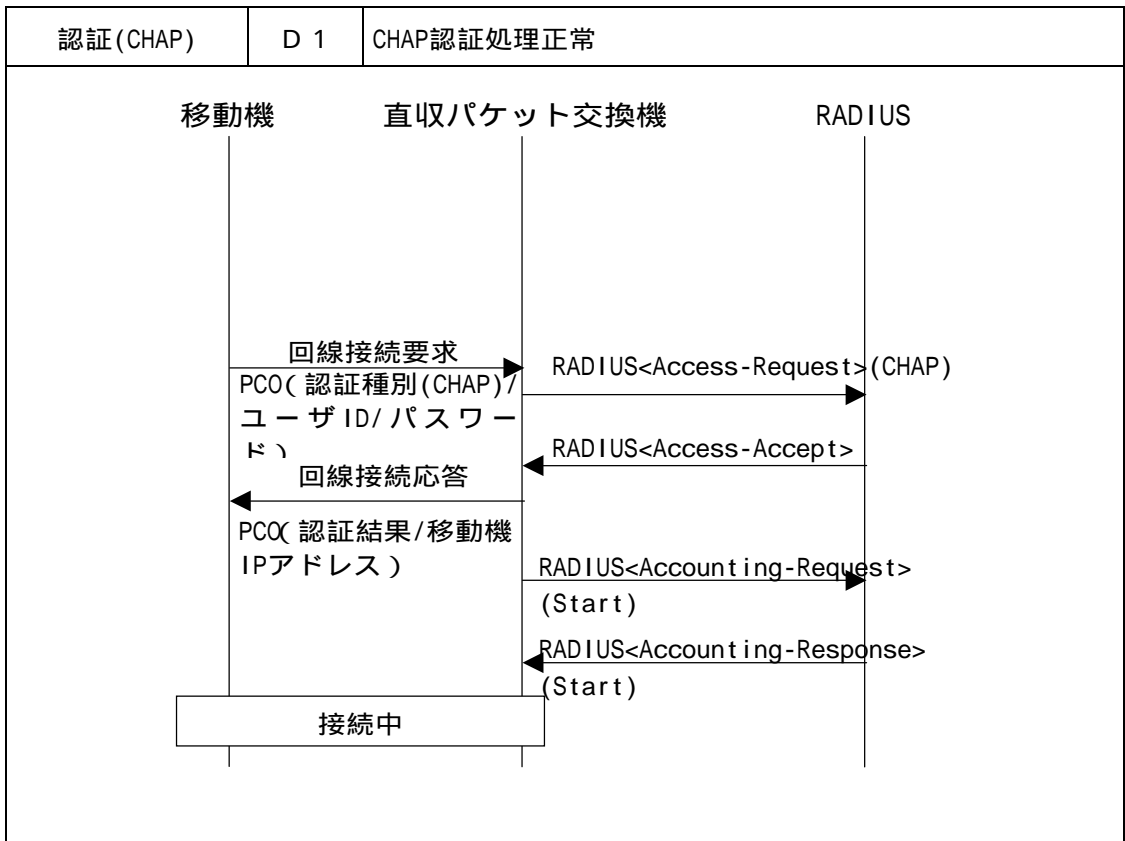 認証(CHAP) D1 CHAP認証処理正常
移動機 直収パケット交換機 RADIUS
回線接続要求
RADIUS<Access-Request>(CHAP)
PCO(認証種別(CHAP)/
ユーザID/パスワー
ド)
RADIUS<Access-Accept>
回線接続応答
PCO(認証結果/移動機
IPアドレス)
RADIUS<Accounting-Request>
(Start)
RADIUS<Accounting-Response>
(Start)
接続中